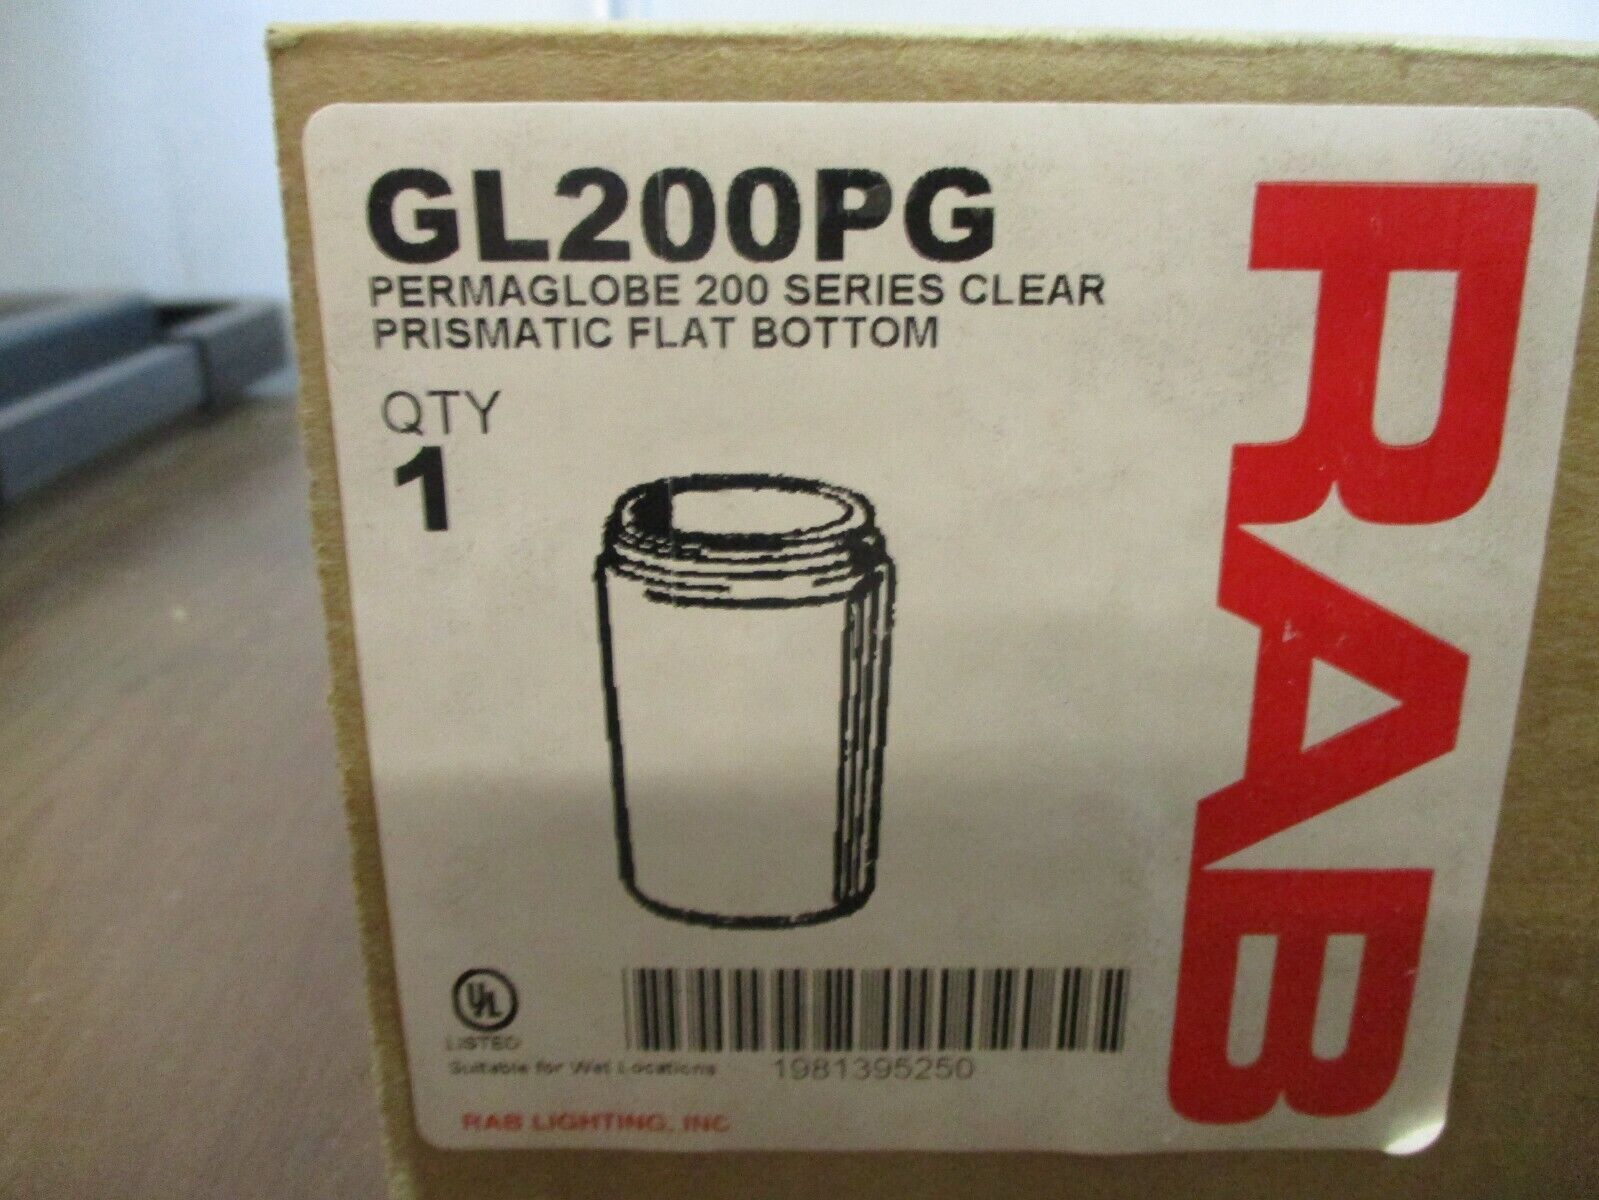 GL200PG
PERMAGLOBE 200 SERIES CLEAR
PRISMATIC FLAT BOTTOM
QTY
1
RAB
UL
LISTED
Suitable for Wet Locations
1981395250
RAB LIGHTING, INC